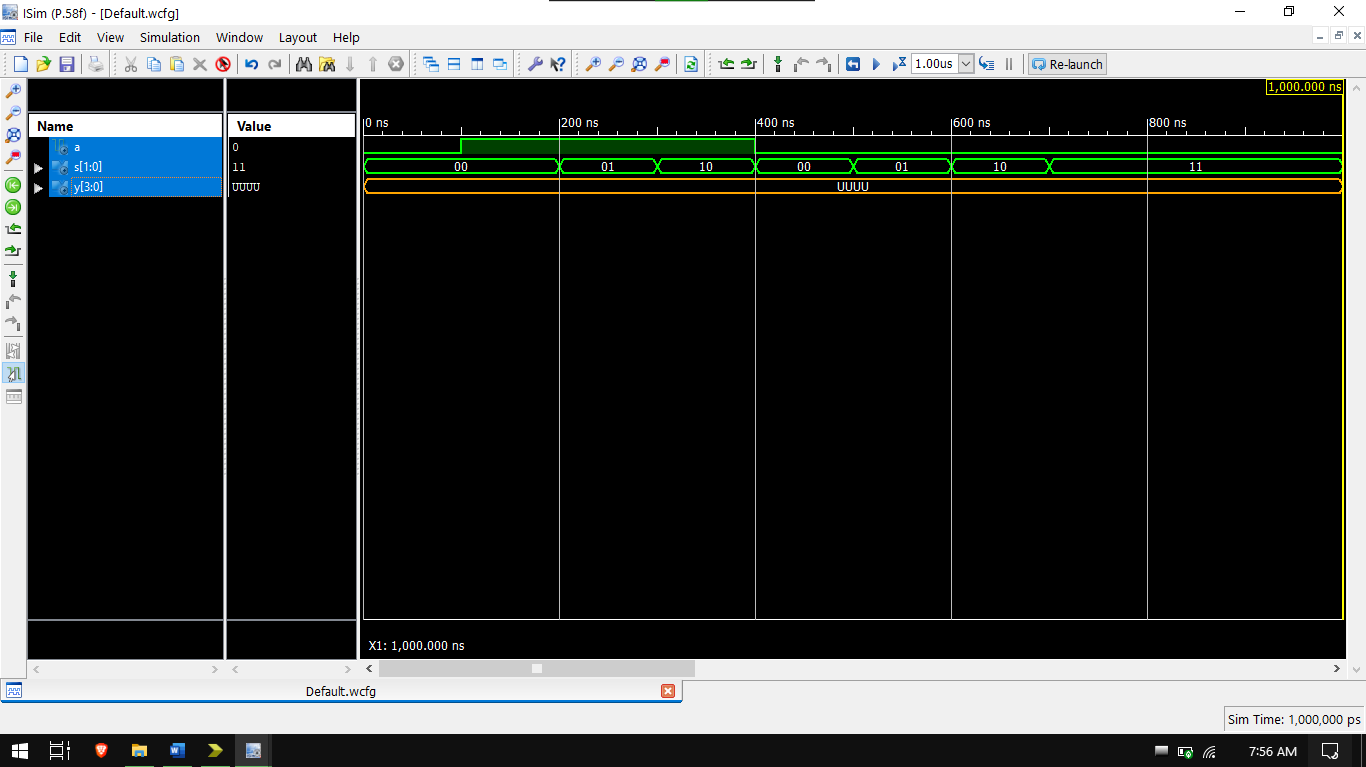 ISim (P.58f) - [Default.wcfg]
File Edit View Simulation Window Layout Help
1.00us Re-launch
1,000.000 ns
Name Value
0 ns 200 ns 400 ns 600 ns 800 ns
a 0
s[1:0] 11 00 01 10 00 01 10 11
y[3:0] UUUU UUUU
X1: 1,000.000 ns
Default.wcfg
Sim Time: 1,000,000 ps
7:56 AM